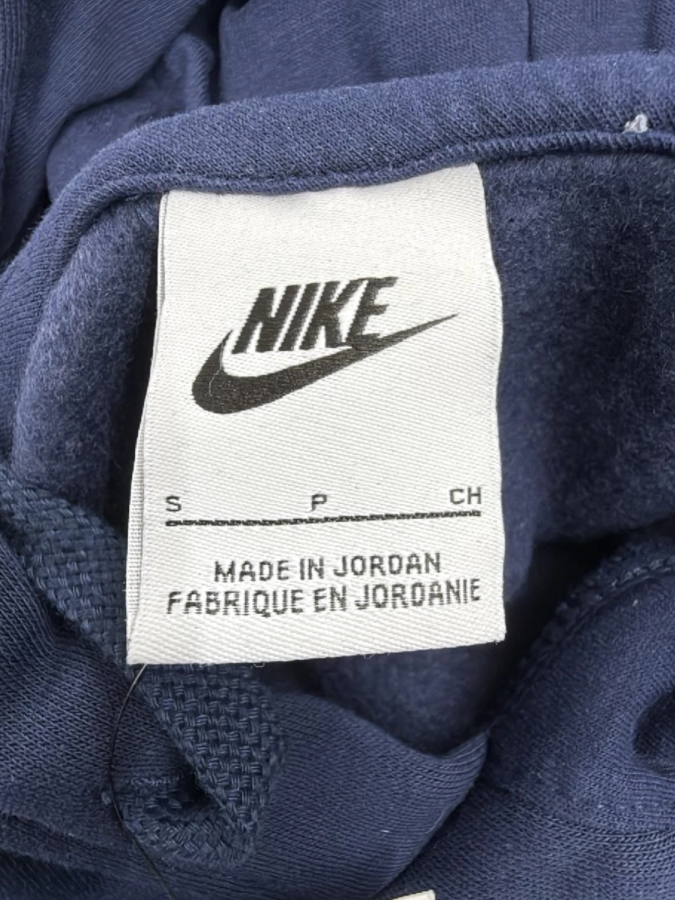 NIKE
S P CH
MADE IN JORDAN
FABRIQUE EN JORDANIE